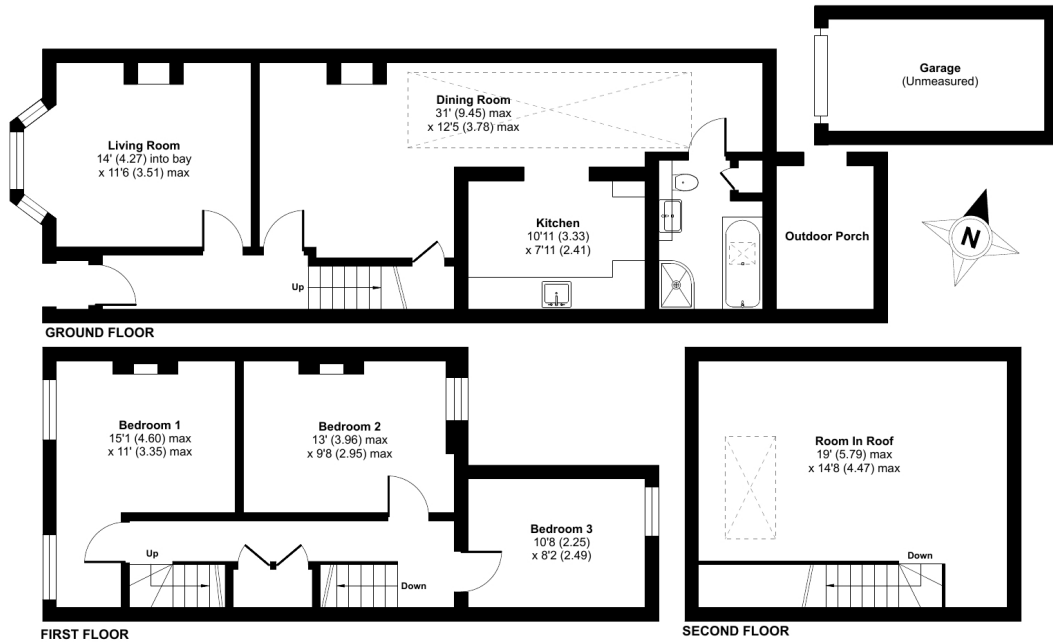 Garage
(Unmeasured)
Dining Room
31' (9.45) max
x 12'5 (3.78) max
Living Room
14' (4.27) into bay
x 11'6 (3.51) max
Kitchen
10'11 (3.33)
x 7'11 (2.41)
Outdoor Porch
N
Up
GROUND FLOOR
Bedroom 1
15'1 (4.60) max
x 11' (3.35) max
Bedroom 2
13' (3.96) max
x 9'8 (2.95) max
Bedroom 3
10'8 (2.25)
x 8'2 (2.49)
Up
Down
FIRST FLOOR
Room In Roof
19' (5.79) max
x 14'8 (4.47) max
Down
SECOND FLOOR